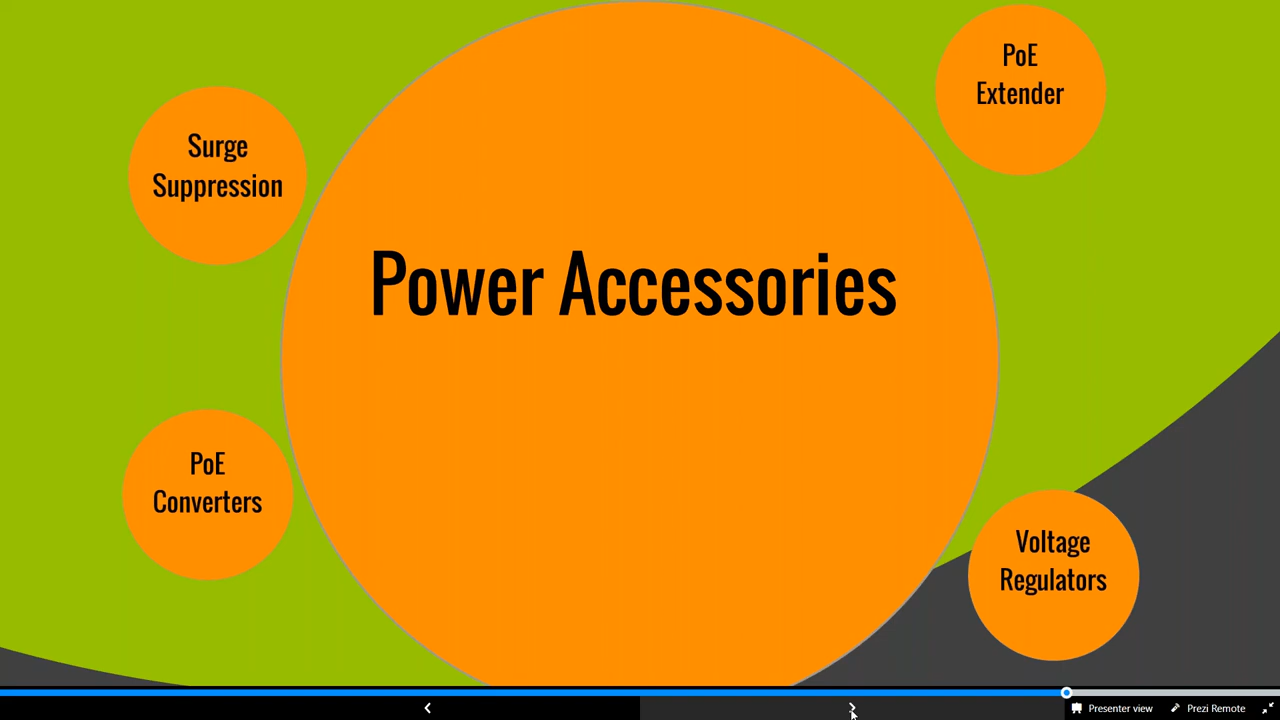 PoE
Extender
Surge
Suppression
Power Accessories
PoE
Converters
Voltage
Regulators
Presenter view
Prezi Remote